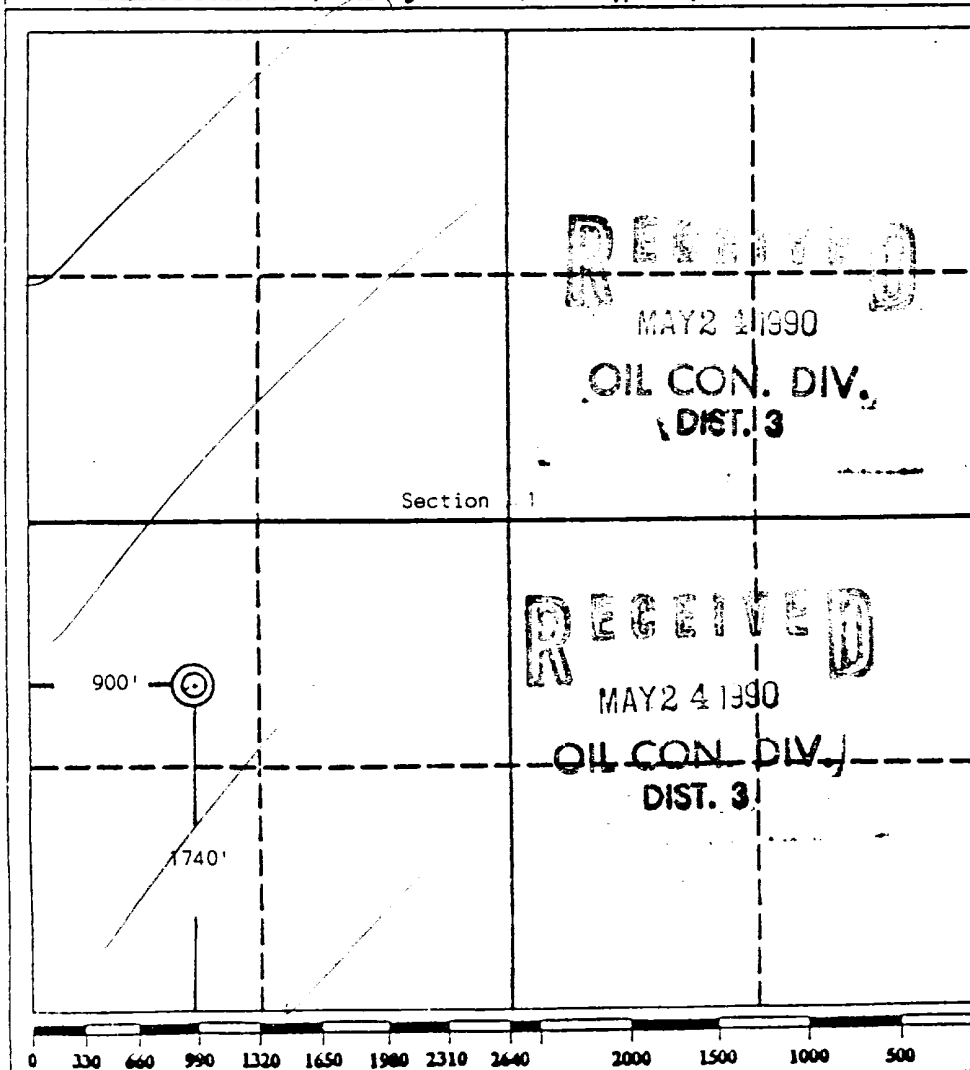 RECEIVED
MAY 2 4 1990
OIL CON. DIV.
DIST. 3
Section 1
RECEIVED
MAY 2 4 1990
OIL CON. DIV.
DIST. 3
900'
1740'
0 330 660 990 1320 1650 1980 2310 2640 2000 1500 1000 500